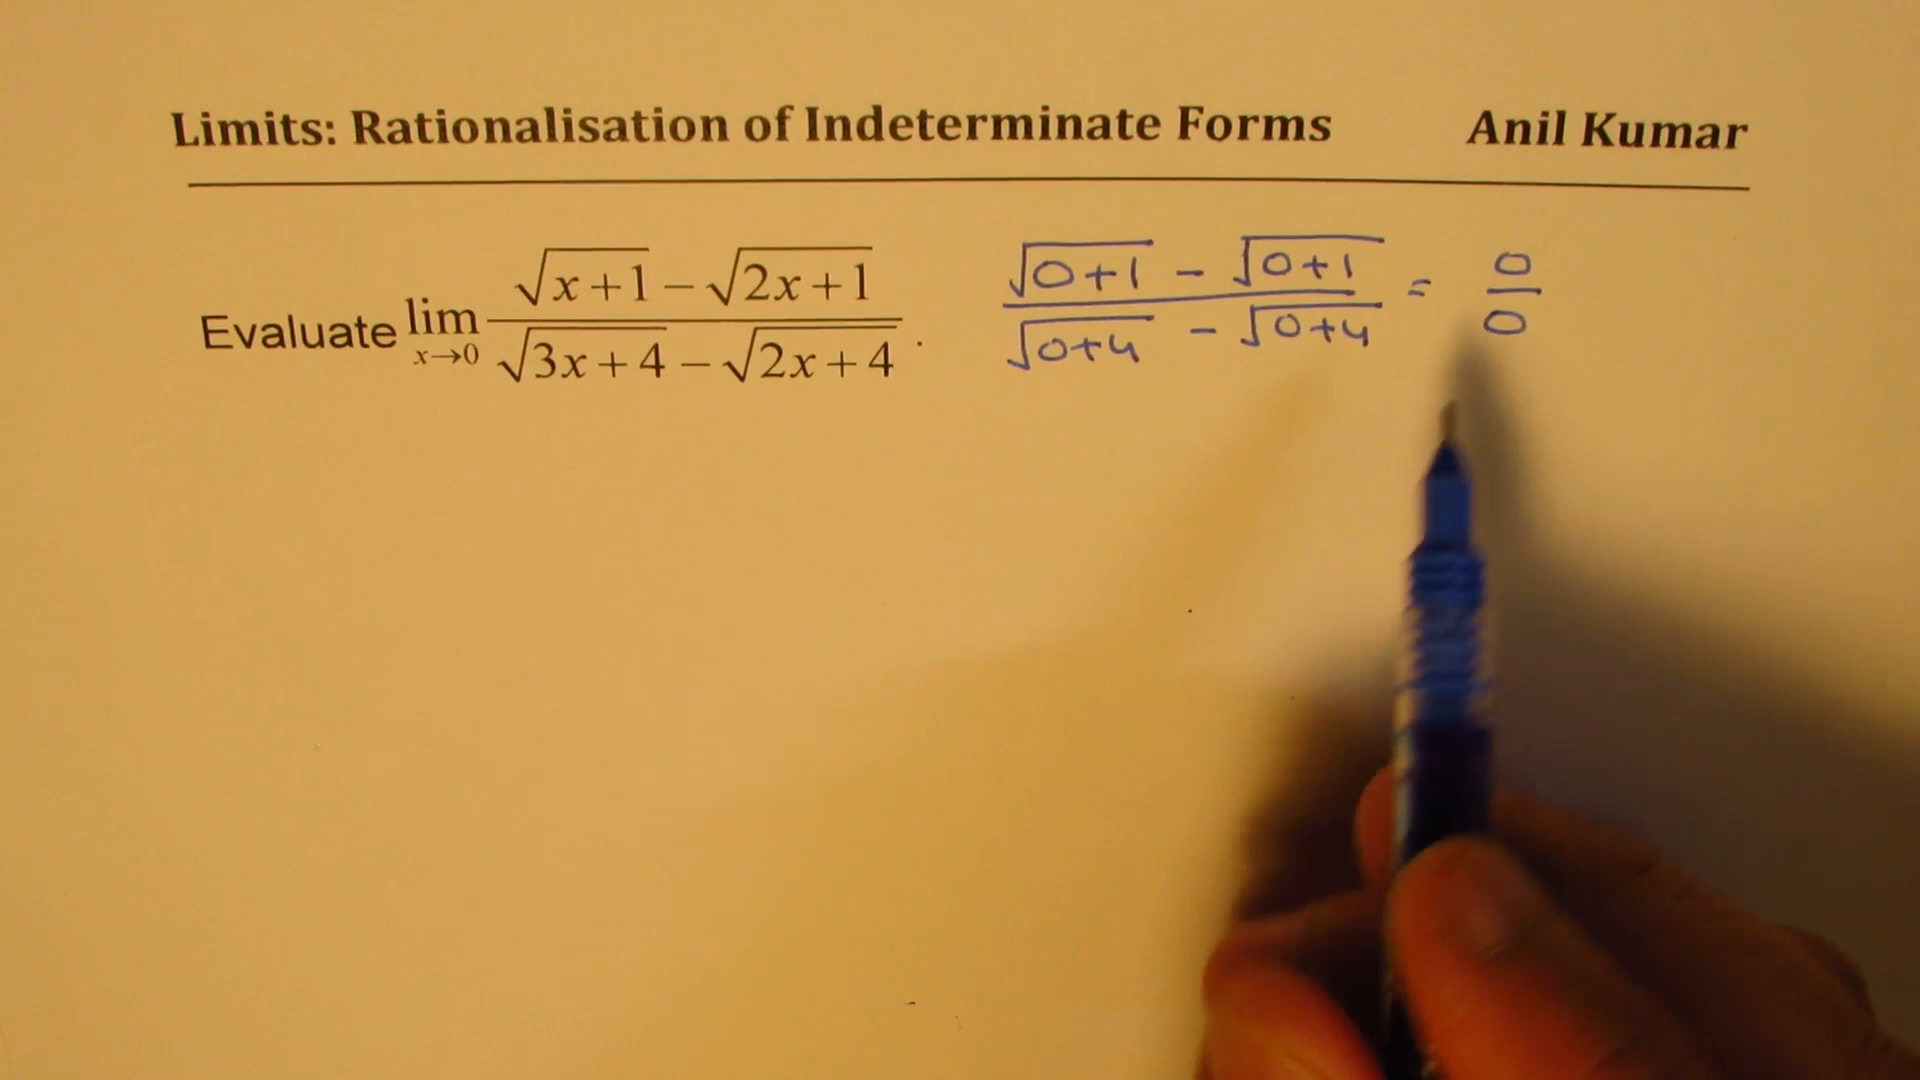 Limits: Rationalisation of Indeterminate Forms Anil Kumar
Evaluate lim x→0 (√(x+1) − √(2x+1)) / (√(3x+4) − √(2x+4)) . (√(0+1) − √(0+1)) / (√(0+4) − √(0+4)) = 0/0